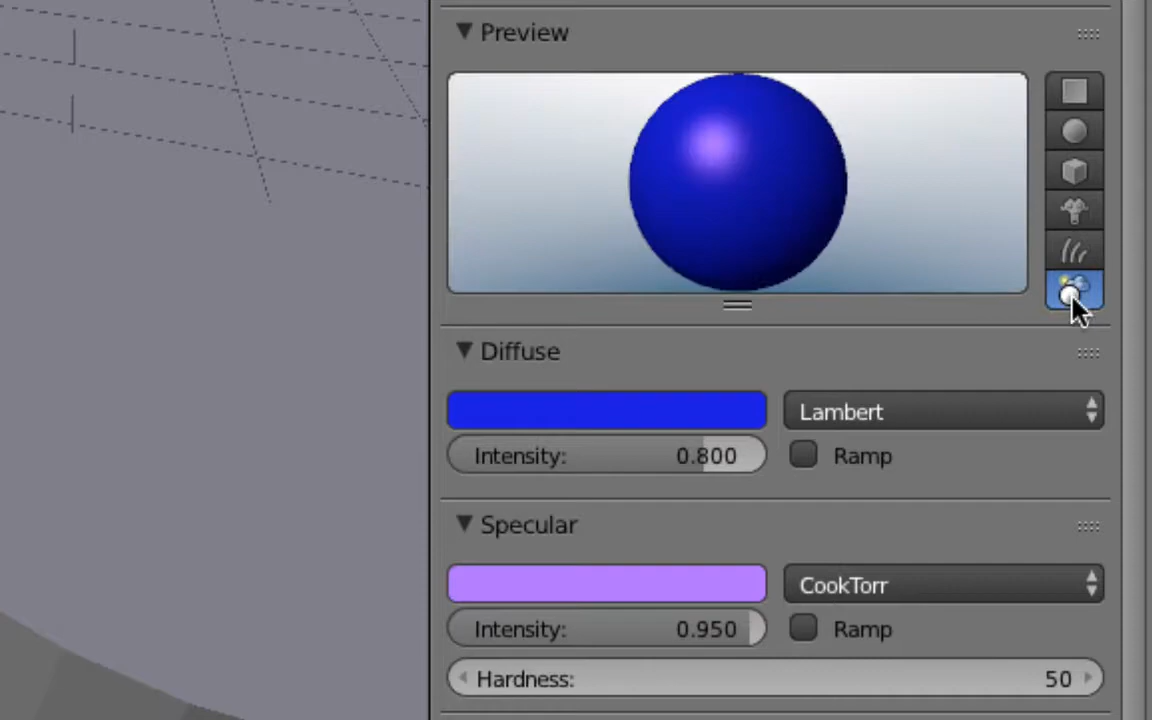 Preview
Diffuse
Lambert
Intensity: 0.800 Ramp
Specular
CookTorr
Intensity: 0.950 Ramp
Hardness: 50